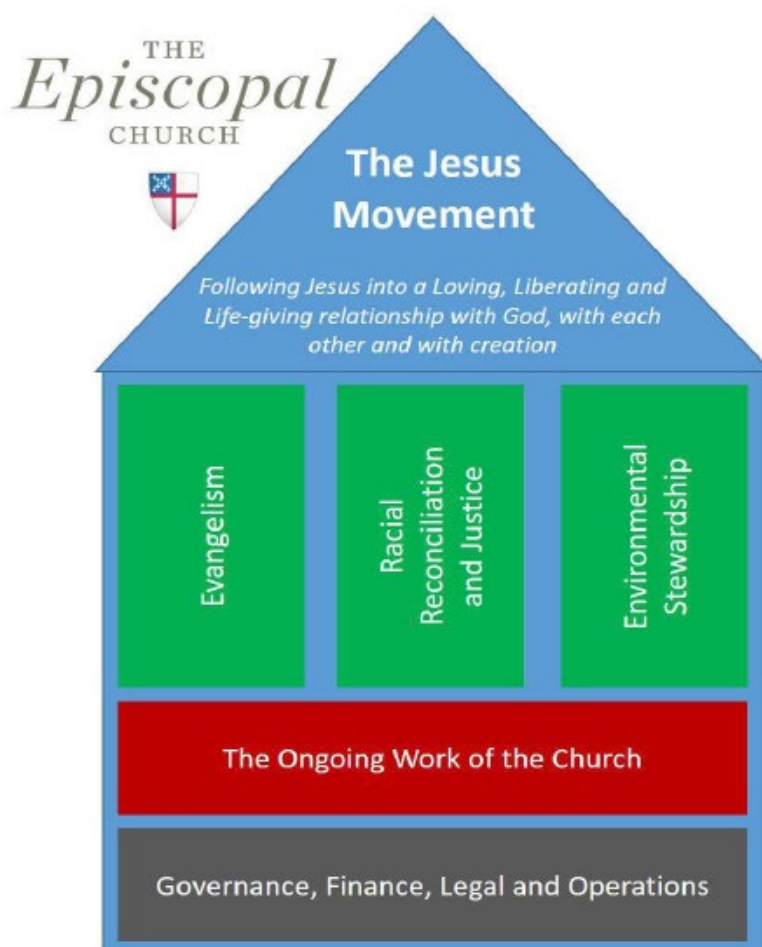 THE
Episcopal
CHURCH
The Jesus
Movement
Following Jesus into a Loving, Liberating and
Life-giving relationship with God, with each
other and with creation
Evangelism
Racial
Reconciliation
and Justice
Environmental
Stewardship
The Ongoing Work of the Church
Governance, Finance, Legal and Operations